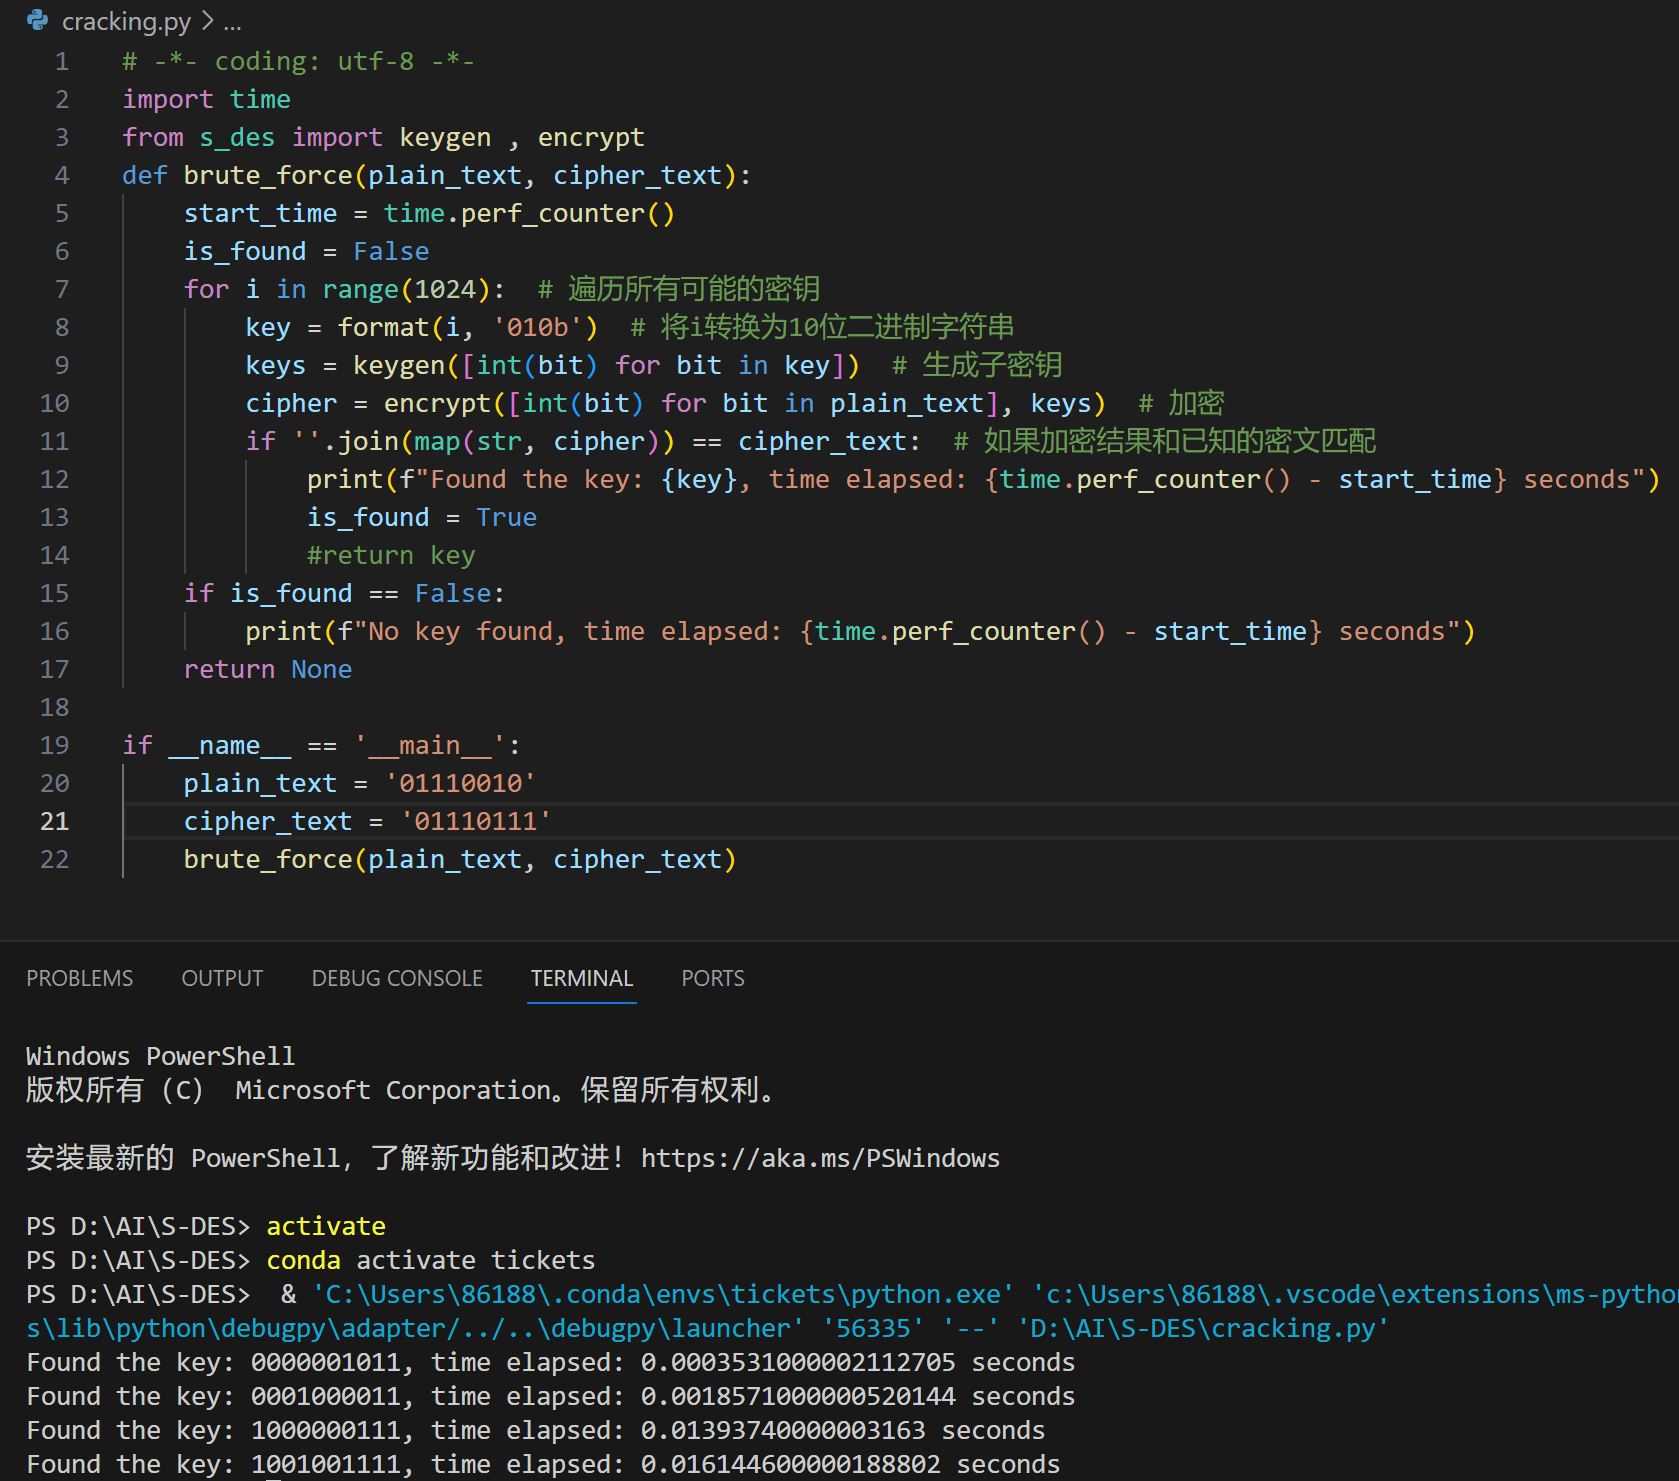 cracking.py > ...
1 # -*- coding: utf-8 -*-
2 import time
3 from s_des import keygen , encrypt
4 def brute_force(plain_text, cipher_text):
5     start_time = time.perf_counter()
6     is_found = False
7     for i in range(1024):  # 遍历所有可能的密钥
8         key = format(i, '010b')  # 将i转换为10位二进制字符串
9         keys = keygen([int(bit) for bit in key])  # 生成子密钥
10         cipher = encrypt([int(bit) for bit in plain_text], keys)  # 加密
11         if ''.join(map(str, cipher)) == cipher_text:  # 如果加密结果和已知的密文匹配
12             print(f"Found the key: {key}, time elapsed: {time.perf_counter() - start_time} seconds")
13             is_found = True
14             #return key
15     if is_found == False:
16         print(f"No key found, time elapsed: {time.perf_counter() - start_time} seconds")
17     return None
18
19 if __name__ == '__main__':
20     plain_text = '01110010'
21     cipher_text = '01110111'
22     brute_force(plain_text, cipher_text)
PROBLEMS OUTPUT DEBUG CONSOLE TERMINAL PORTS
Windows PowerShell
版权所有 (C) Microsoft Corporation。保留所有权利。
安装最新的 PowerShell，了解新功能和改进！https://aka.ms/PSWindows
PS D:\AI\S-DES> activate
PS D:\AI\S-DES> conda activate tickets
PS D:\AI\S-DES>  & 'C:\Users\86188\.conda\envs\tickets\python.exe' 'c:\Users\86188\.vscode\extensions\ms-python
s\lib\python\debugpy\adapter/../..\debugpy\launcher' '56335' '--' 'D:\AI\S-DES\cracking.py'
Found the key: 0000001011, time elapsed: 0.0003531000002112705 seconds
Found the key: 0001000011, time elapsed: 0.0018571000000520144 seconds
Found the key: 1000000111, time elapsed: 0.01393740000003163 seconds
Found the key: 1001001111, time elapsed: 0.016144600000188802 seconds